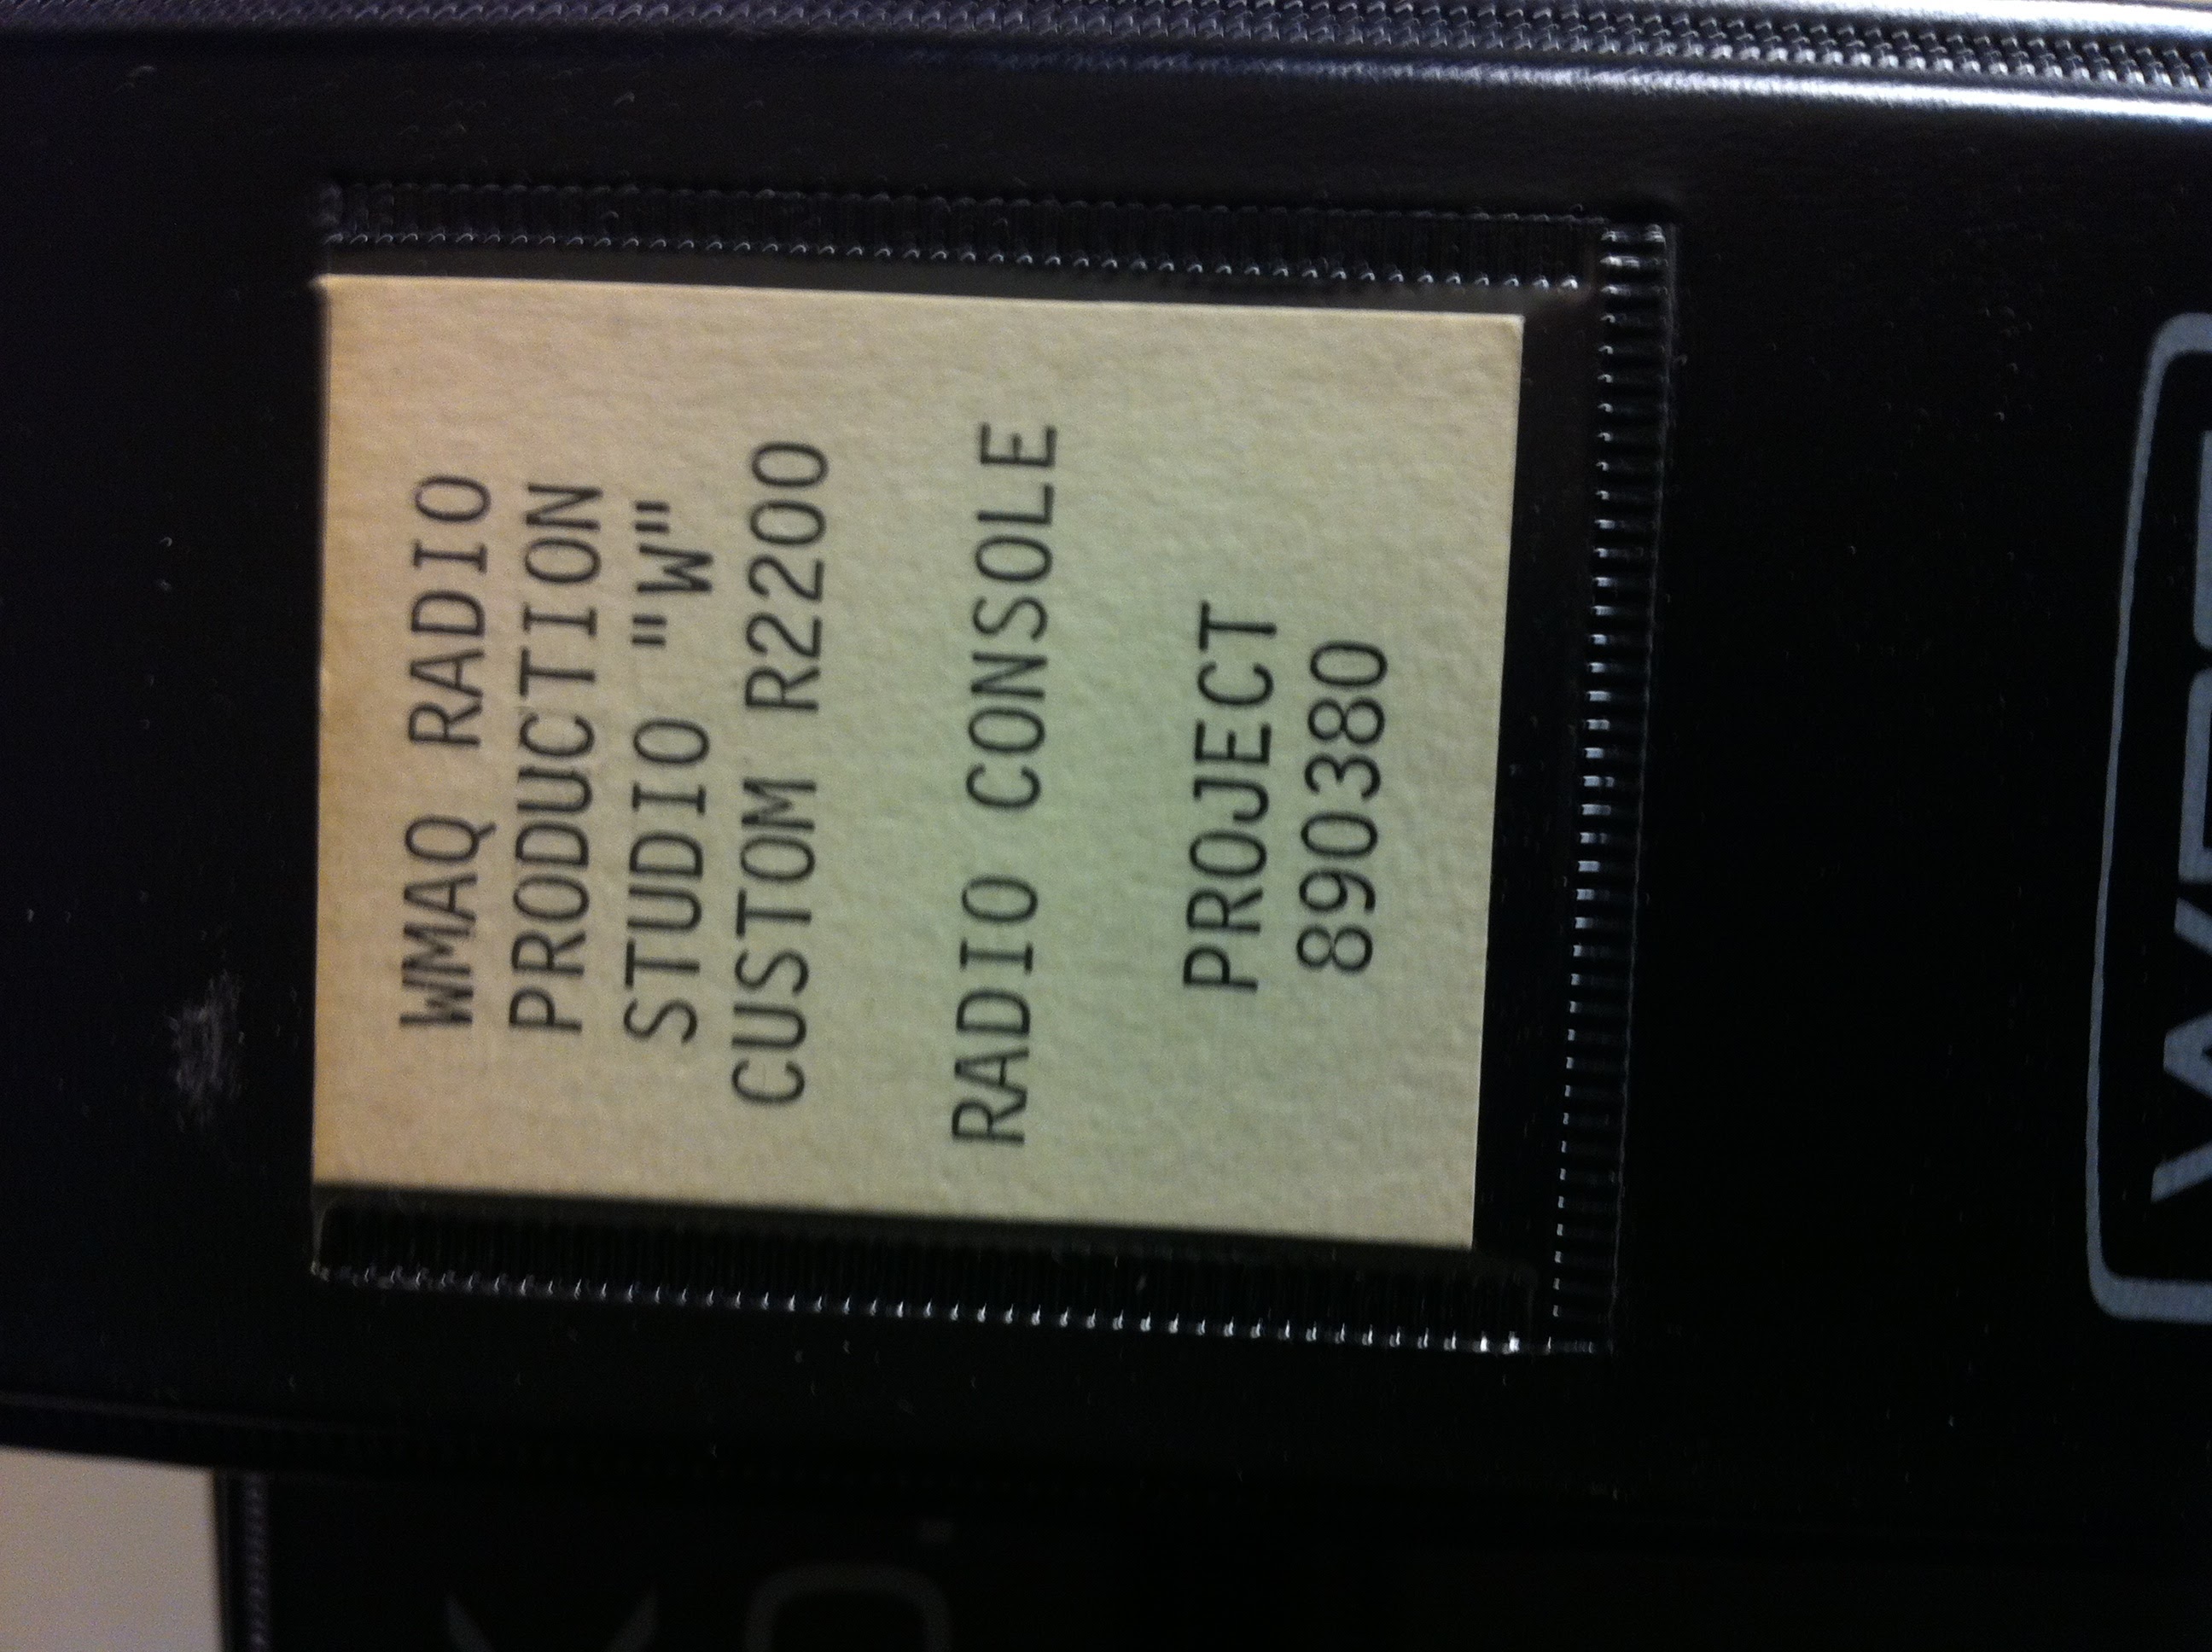 WMAQ RADIO
PRODUCTION
STUDIO "W"
CUSTOM R2200
RADIO CONSOLE
PROJECT
890380